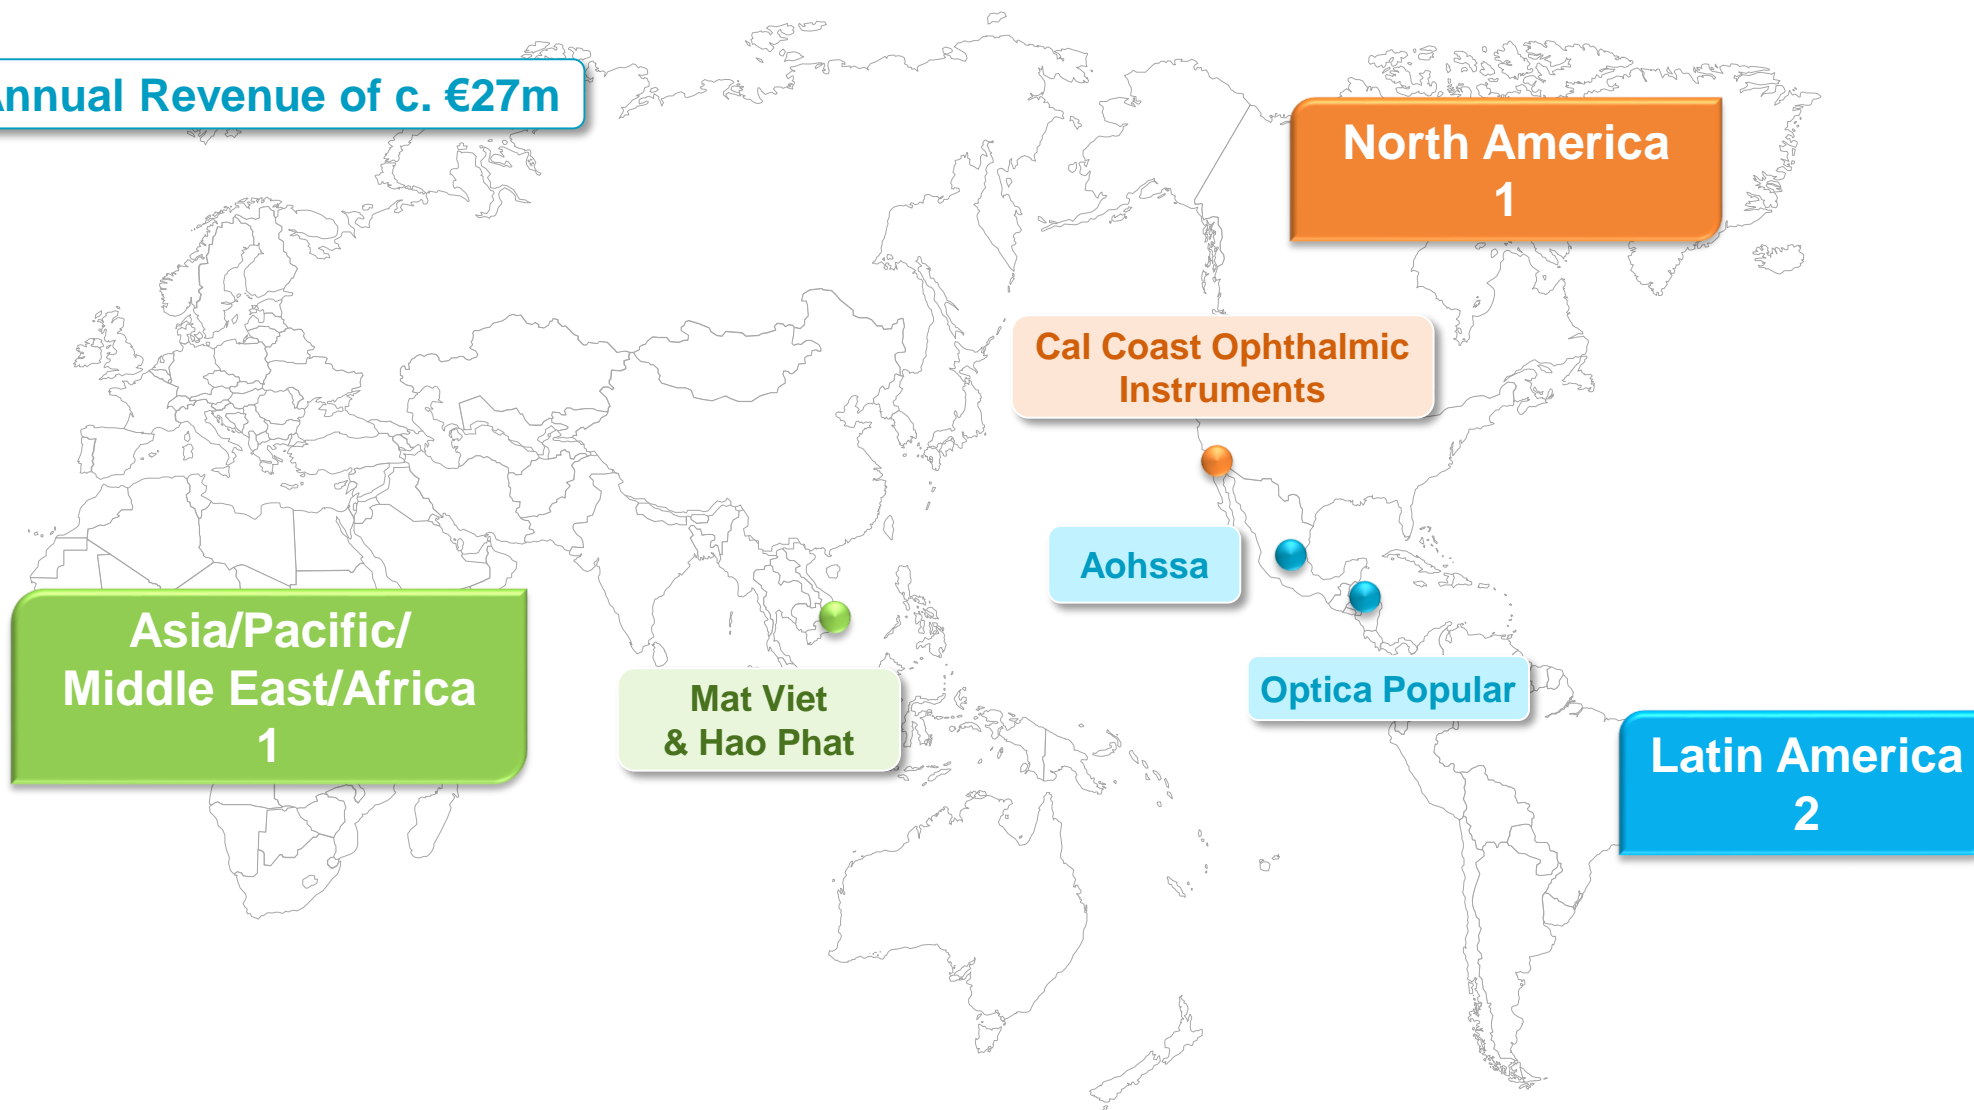 Annual Revenue of c. €27m
North America
1
Cal Coast Ophthalmic
Instruments
Aohssa
Asia/Pacific/
Middle East/Africa
1
Mat Viet
& Hao Phat
Optica Popular
Latin America
2